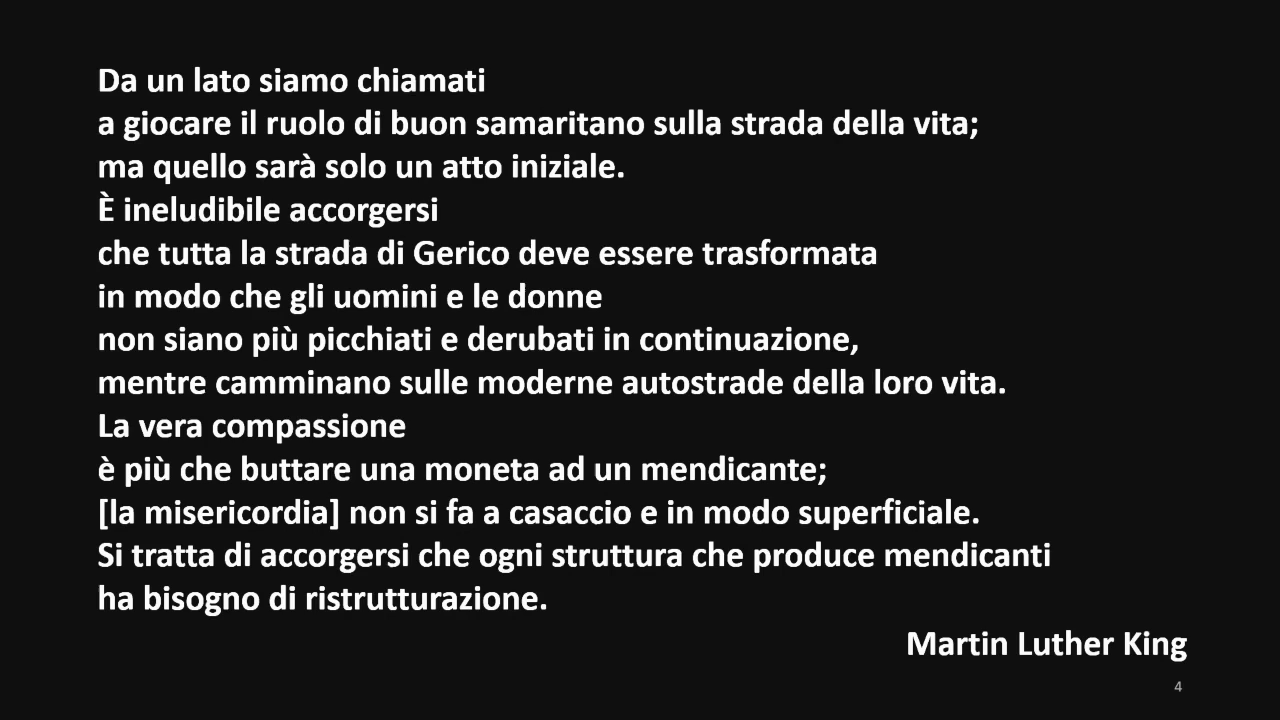 Da un lato siamo chiamati
a giocare il ruolo di buon samaritano sulla strada della vita;
ma quello sarà solo un atto iniziale.
È ineludibile accorgersi
che tutta la strada di Gerico deve essere trasformata
in modo che gli uomini e le donne
non siano più picchiati e derubati in continuazione,
mentre camminano sulle moderne autostrade della loro vita.
La vera compassione
è più che buttare una moneta ad un mendicante;
[la misericordia] non si fa a casaccio e in modo superficiale.
Si tratta di accorgersi che ogni struttura che produce mendicanti
ha bisogno di ristrutturazione.
Martin Luther King
4